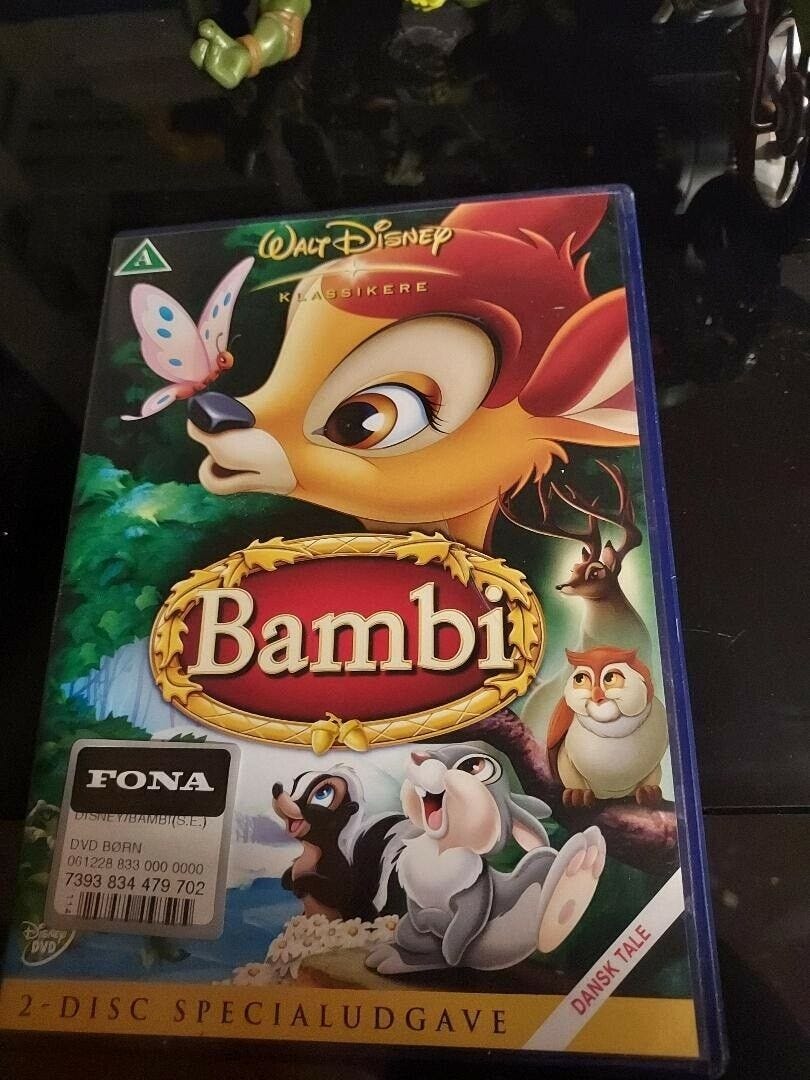 A
WALT DISNEY
KLASSIKERE
Bambi
FONA
DISNEY/BAMBI(S.E.)
DVD BØRN
061228 833 000 0000
7393 834 479 702
114
DISNEY
DVD
DANSK TALE
2-DISC SPECIALUDGAVE